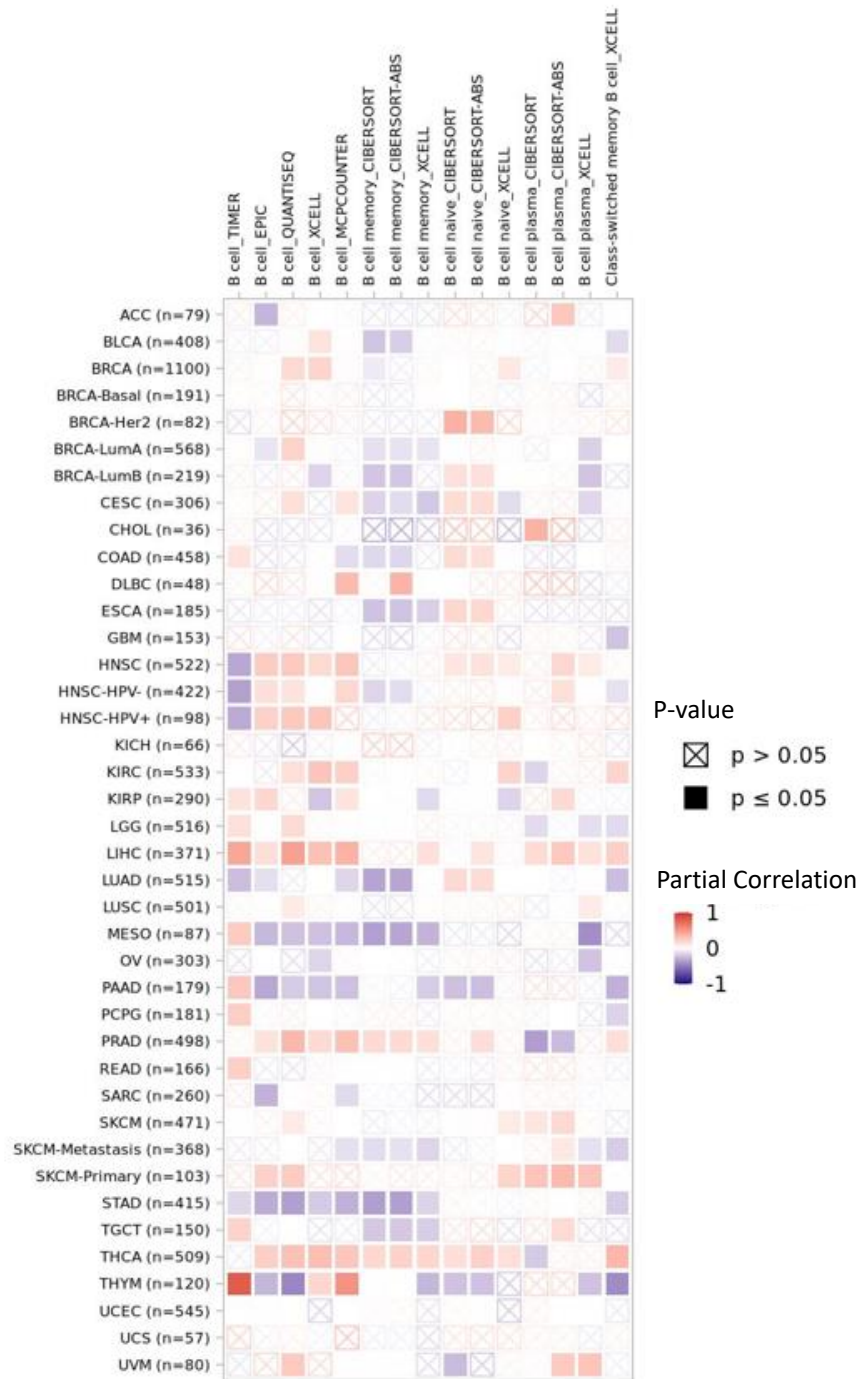 B cell_TIMER
B cell_EPIC
B cell_QUANTISEQ
B cell_XCELL
B cell_MCPCOUNTER
B cell memory_CIBERSORT
B cell memory_CIBERSORT-ABS
B cell memory_XCELL
B cell naive_CIBERSORT
B cell naive_CIBERSORT-ABS
B cell naive_XCELL
B cell plasma_CIBERSORT
B cell plasma_CIBERSORT-ABS
B cell plasma_XCELL
Class-switched memory B cell_XCELL
ACC (n=79)
BLCA (n=408)
BRCA (n=1100)
BRCA-Basal (n=191)
BRCA-Her2 (n=82)
BRCA-LumA (n=568)
BRCA-LumB (n=219)
CESC (n=306)
CHOL (n=36)
COAD (n=458)
DLBC (n=48)
ESCA (n=185)
GBM (n=153)
HNSC (n=522)
HNSC-HPV- (n=422)
HNSC-HPV+ (n=98)
KICH (n=66)
KIRC (n=533)
KIRP (n=290)
LGG (n=516)
LIHC (n=371)
LUAD (n=515)
LUSC (n=501)
MESO (n=87)
OV (n=303)
PAAD (n=179)
PCPG (n=181)
PRAD (n=498)
READ (n=166)
SARC (n=260)
SKCM (n=471)
SKCM-Metastasis (n=368)
SKCM-Primary (n=103)
STAD (n=415)
TGCT (n=150)
THCA (n=509)
THYM (n=120)
UCEC (n=545)
UCS (n=57)
UVM (n=80)
P-value
p > 0.05
p ≤ 0.05
Partial Correlation
1
0
-1